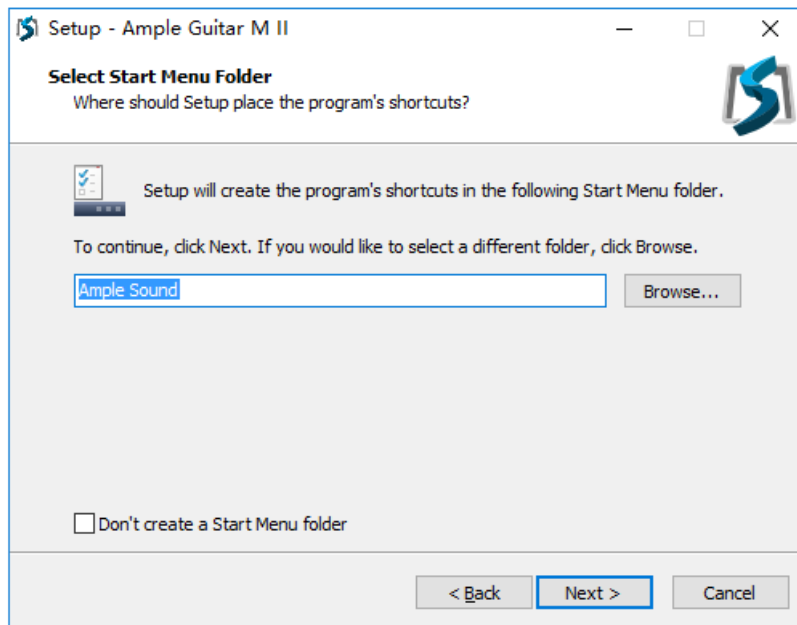 Setup - Ample Guitar M II
Select Start Menu Folder
Where should Setup place the program's shortcuts?
Setup will create the program's shortcuts in the following Start Menu folder.
To continue, click Next. If you would like to select a different folder, click Browse.
Ample Sound
Browse...
Don't create a Start Menu folder
< Back
Next >
Cancel